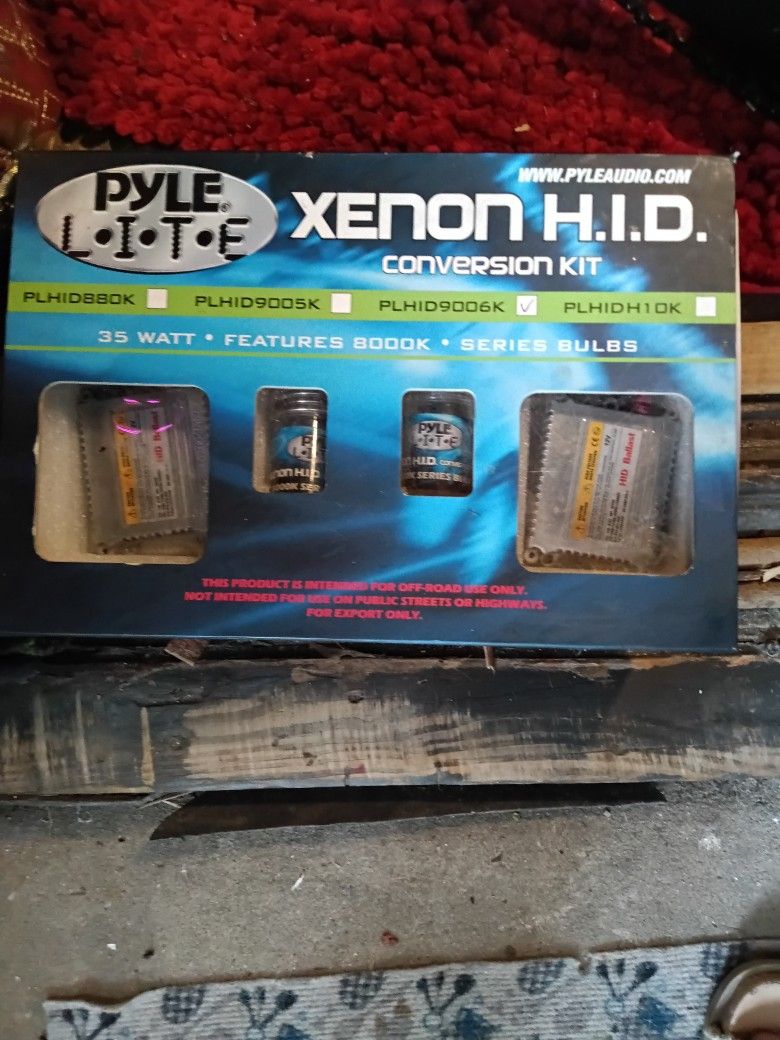 WWW.PYLEAUDIO.COM
PYLE
L·I·T·E
XENON H.I.D.
CONVERSION KIT
PLHID880K PLHID9005K PLHID9006K PLHIDH10K
35 WATT • FEATURES 8000K • SERIES BULBS
HID Ballast
PYLE
L·I·T·E
12V
HID Ballast
THIS PRODUCT IS INTENDED FOR OFF-ROAD USE ONLY.
NOT INTENDED FOR USE ON PUBLIC STREETS OR HIGHWAYS.
FOR EXPORT ONLY.